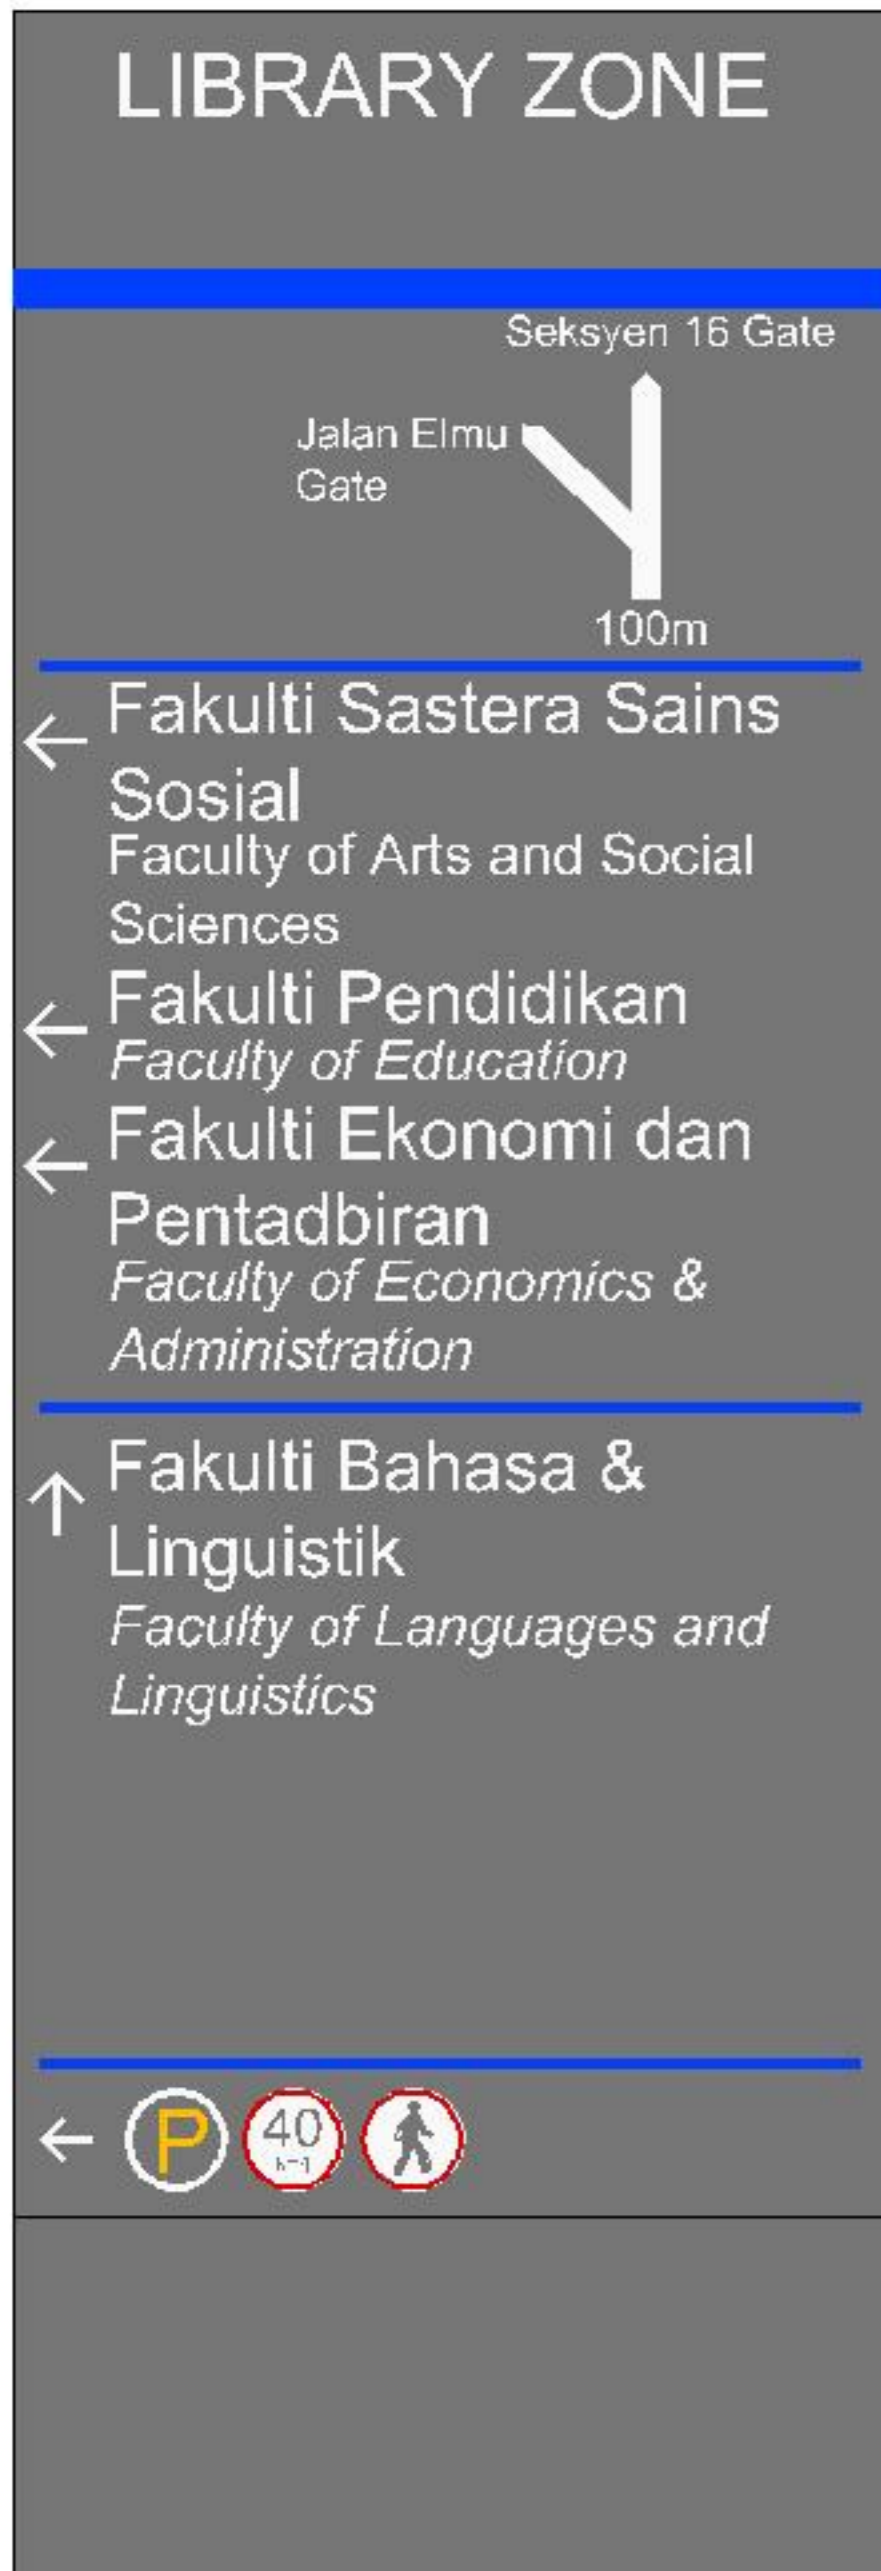 LIBRARY ZONE
Seksyen 16 Gate
Jalan Elmu
Gate
100m
Fakulti Sastera Sains
Sosial
Faculty of Arts and Social
Sciences
Fakulti Pendidikan
Faculty of Education
Fakulti Ekonomi dan
Pentadbiran
Faculty of Economics &
Administration
Fakulti Bahasa &
Linguistik
Faculty of Languages and
Linguistics
P
40